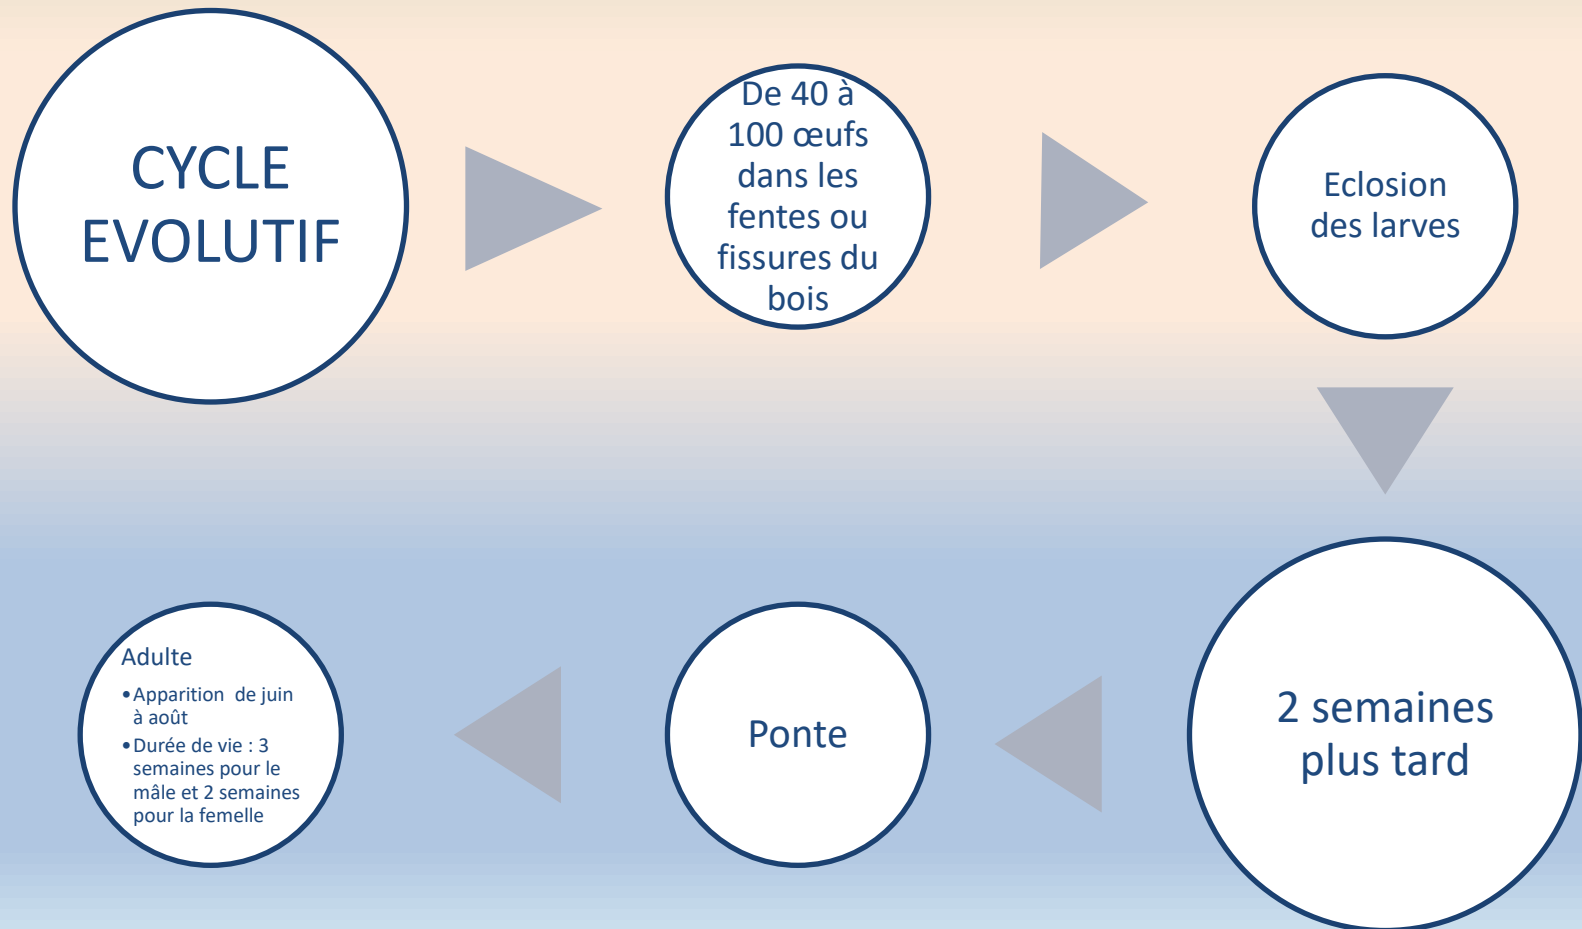 CYCLE
EVOLUTIF
De 40 à
100 œufs
dans les
fentes ou
fissures du
bois
Eclosion
des larves
2 semaines
plus tard
Ponte
Adulte
•Apparition de juin
à août
•Durée de vie : 3
semaines pour le
mâle et 2 semaines
pour la femelle